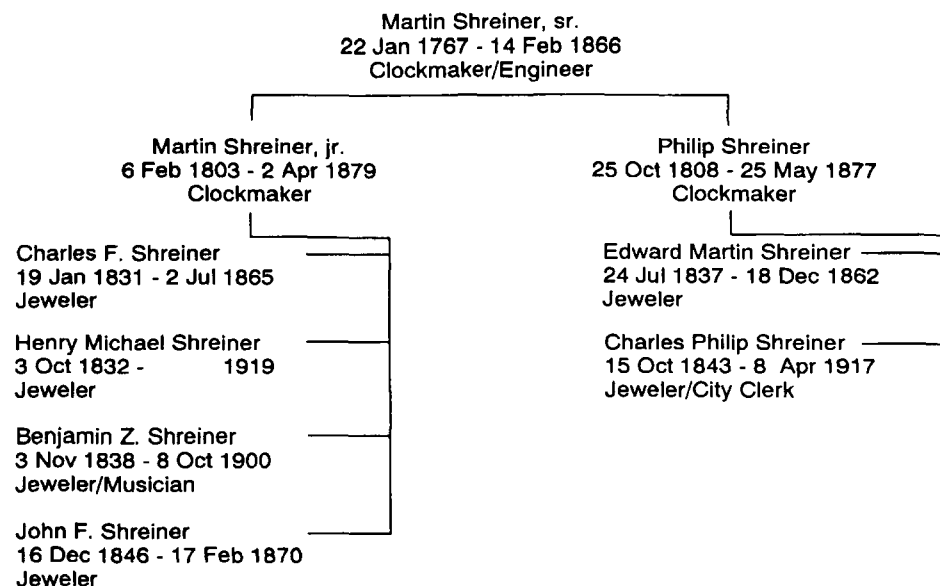 Martin Shreiner, sr.
22 Jan 1767 - 14 Feb 1866
Clockmaker/Engineer
Martin Shreiner, jr.
6 Feb 1803 - 2 Apr 1879
Clockmaker
Philip Shreiner
25 Oct 1808 - 25 May 1877
Clockmaker
Charles F. Shreiner
19 Jan 1831 - 2 Jul 1865
Jeweler
Henry Michael Shreiner
3 Oct 1832 - 1919
Jeweler
Benjamin Z. Shreiner
3 Nov 1838 - 8 Oct 1900
Jeweler/Musician
John F. Shreiner
16 Dec 1846 - 17 Feb 1870
Jeweler
Edward Martin Shreiner
24 Jul 1837 - 18 Dec 1862
Jeweler
Charles Philip Shreiner
15 Oct 1843 - 8 Apr 1917
Jeweler/City Clerk